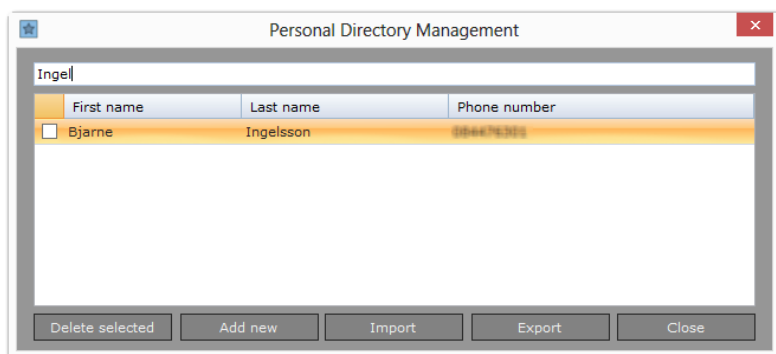 Personal Directory Management
Ingel
First name Last name Phone number
Bjarne Ingelsson
Delete selected Add new Import Export Close